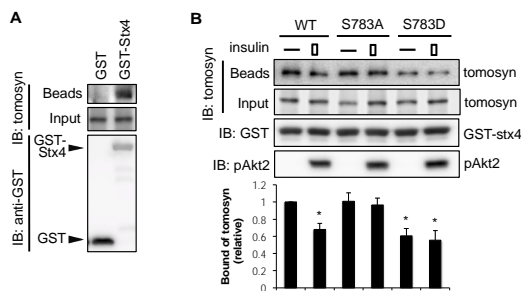 A
GST
GST-Stx4
IB: tomosyn
Beads
Input
IB: anti-GST
GST-
Stx4
GST
B
WT S783A S783D
insulin
IB: tomosyn
Beads tomosyn
Input tomosyn
IB: GST GST-stx4
IB: pAkt2 pAkt2
Bound of tomosyn
(relative)
1.2
1
0.8
0.6
0.4
0.2
0
* * *